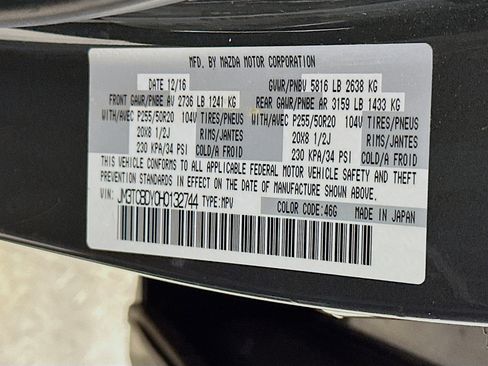 MFD. BY MAZDA MOTOR CORPORATION
DATE 12/16 GVWR/PNBV 5816 LB 2638 KG
FRONT GAWR/PNBE AV 2736 LB 1241 KG REAR GAWR/PNBE AR 3159 LB 1433 KG
WITH/AVEC P255/50R20 104V TIRES/PNEUS WITH/AVEC P255/50R20 104V TIRES/PNEUS
20X8 1/2J RIMS/JANTES 20X8 1/2J RIMS/JANTES
230 KPA/34 PSI COLD/A FROID 230 KPA/34 PSI COLD/A FROID
THIS VEHICLE CONFORMS TO ALL APPLICABLE FEDERAL MOTOR VEHICLE SAFETY AND THEFT
PREVENTION STANDARDS IN EFFECT ON THE DATE OF MANUFACTURE SHOWN ABOVE.
VIN: JM3TCBDY0H0132744 TYPE:MPV COLOR CODE:46G MADE IN JAPAN